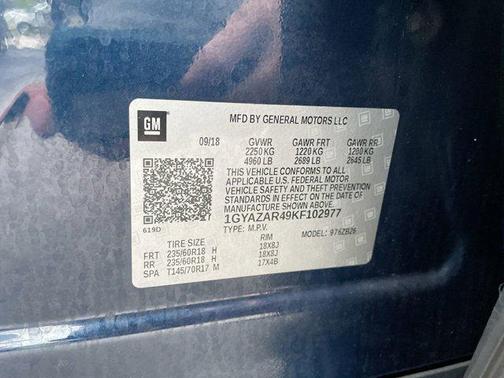 GM
MFD BY GENERAL MOTORS LLC
09/18 GVWR GAWR FRT GAWR RR
2250 KG 1220 KG 1200 KG
4960 LB 2689 LB 2645 LB
THIS VEHICLE CONFORMS TO ALL
APPLICABLE U.S. FEDERAL MOTOR
VEHICLE SAFETY AND THEFT
PREVENTION STANDARDS IN EFFECT ON
THE DATE OF MANUFACTURE SHOWN ABOVE.
1GYAZAR49KF102977
619D TYPE: M.P.V. MODEL: 976ZB26
TIRE SIZE RIM
FRT 235/60R18 H 18X8J
RR 235/60R18 H 18X8J
SPA T145/70R17 M 17X4B